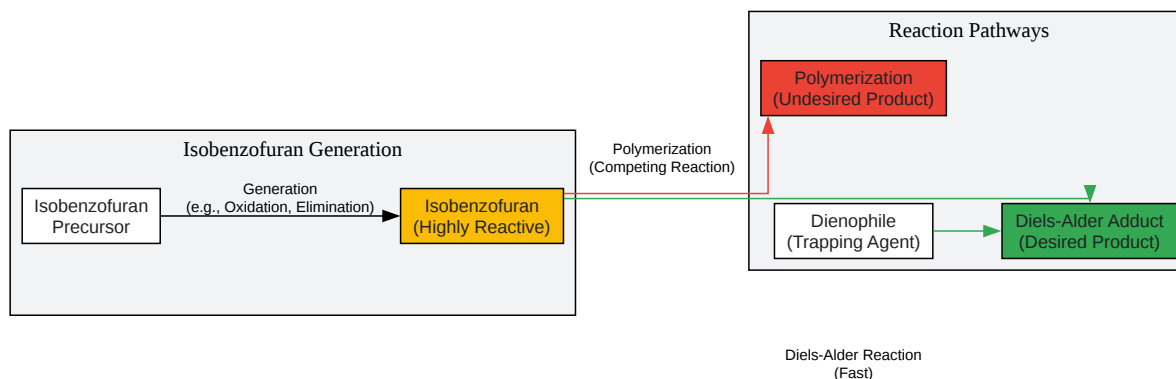 Reaction Pathways
Polymerization
(Undesired Product)
Isobenzofuran Generation
Polymerization
(Competing Reaction)
Isobenzofuran
Precursor
Generation
(e.g., Oxidation, Elimination)
Isobenzofuran
(Highly Reactive)
Dienophile
(Trapping Agent)
Diels-Alder Adduct
(Desired Product)
Diels-Alder Reaction
(Fast)